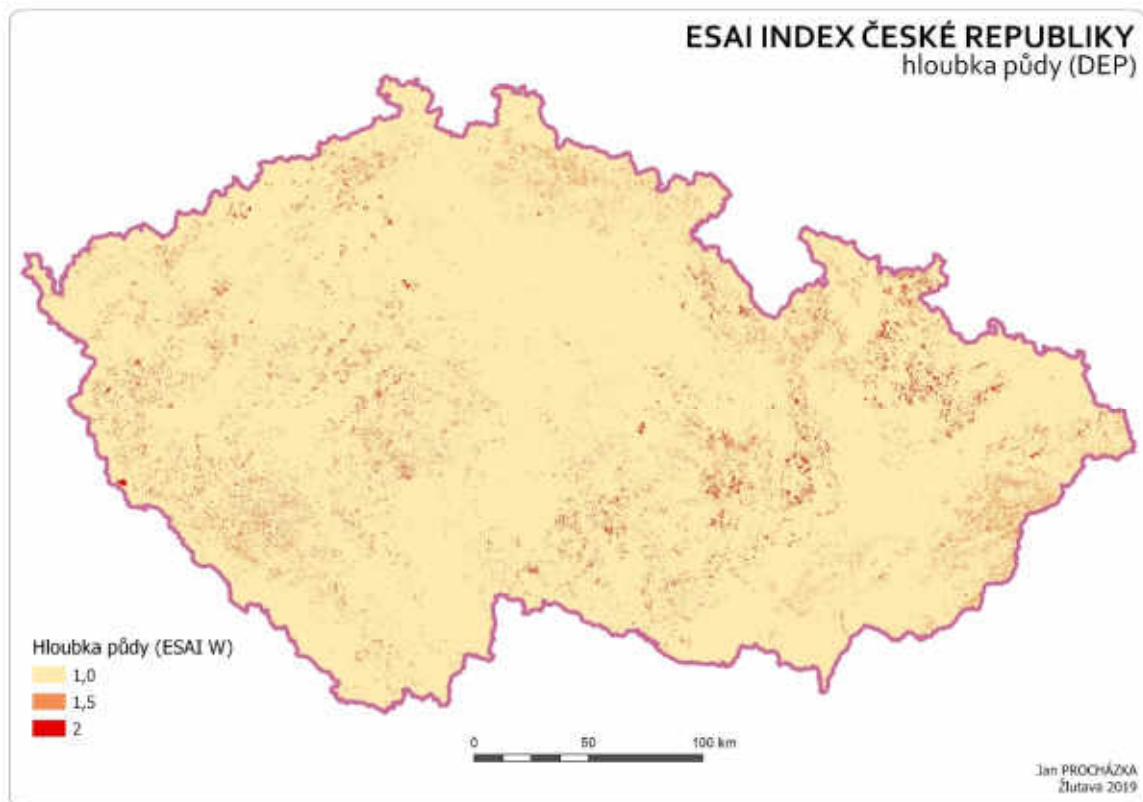 ESAI INDEX ČESKÉ REPUBLIKY
hloubka půdy (DEP)
Hloubka půdy (ESAI W)
1,0
1,5
2
0 50 100 km
Jan PROCHÁZKA
Žlutava 2019